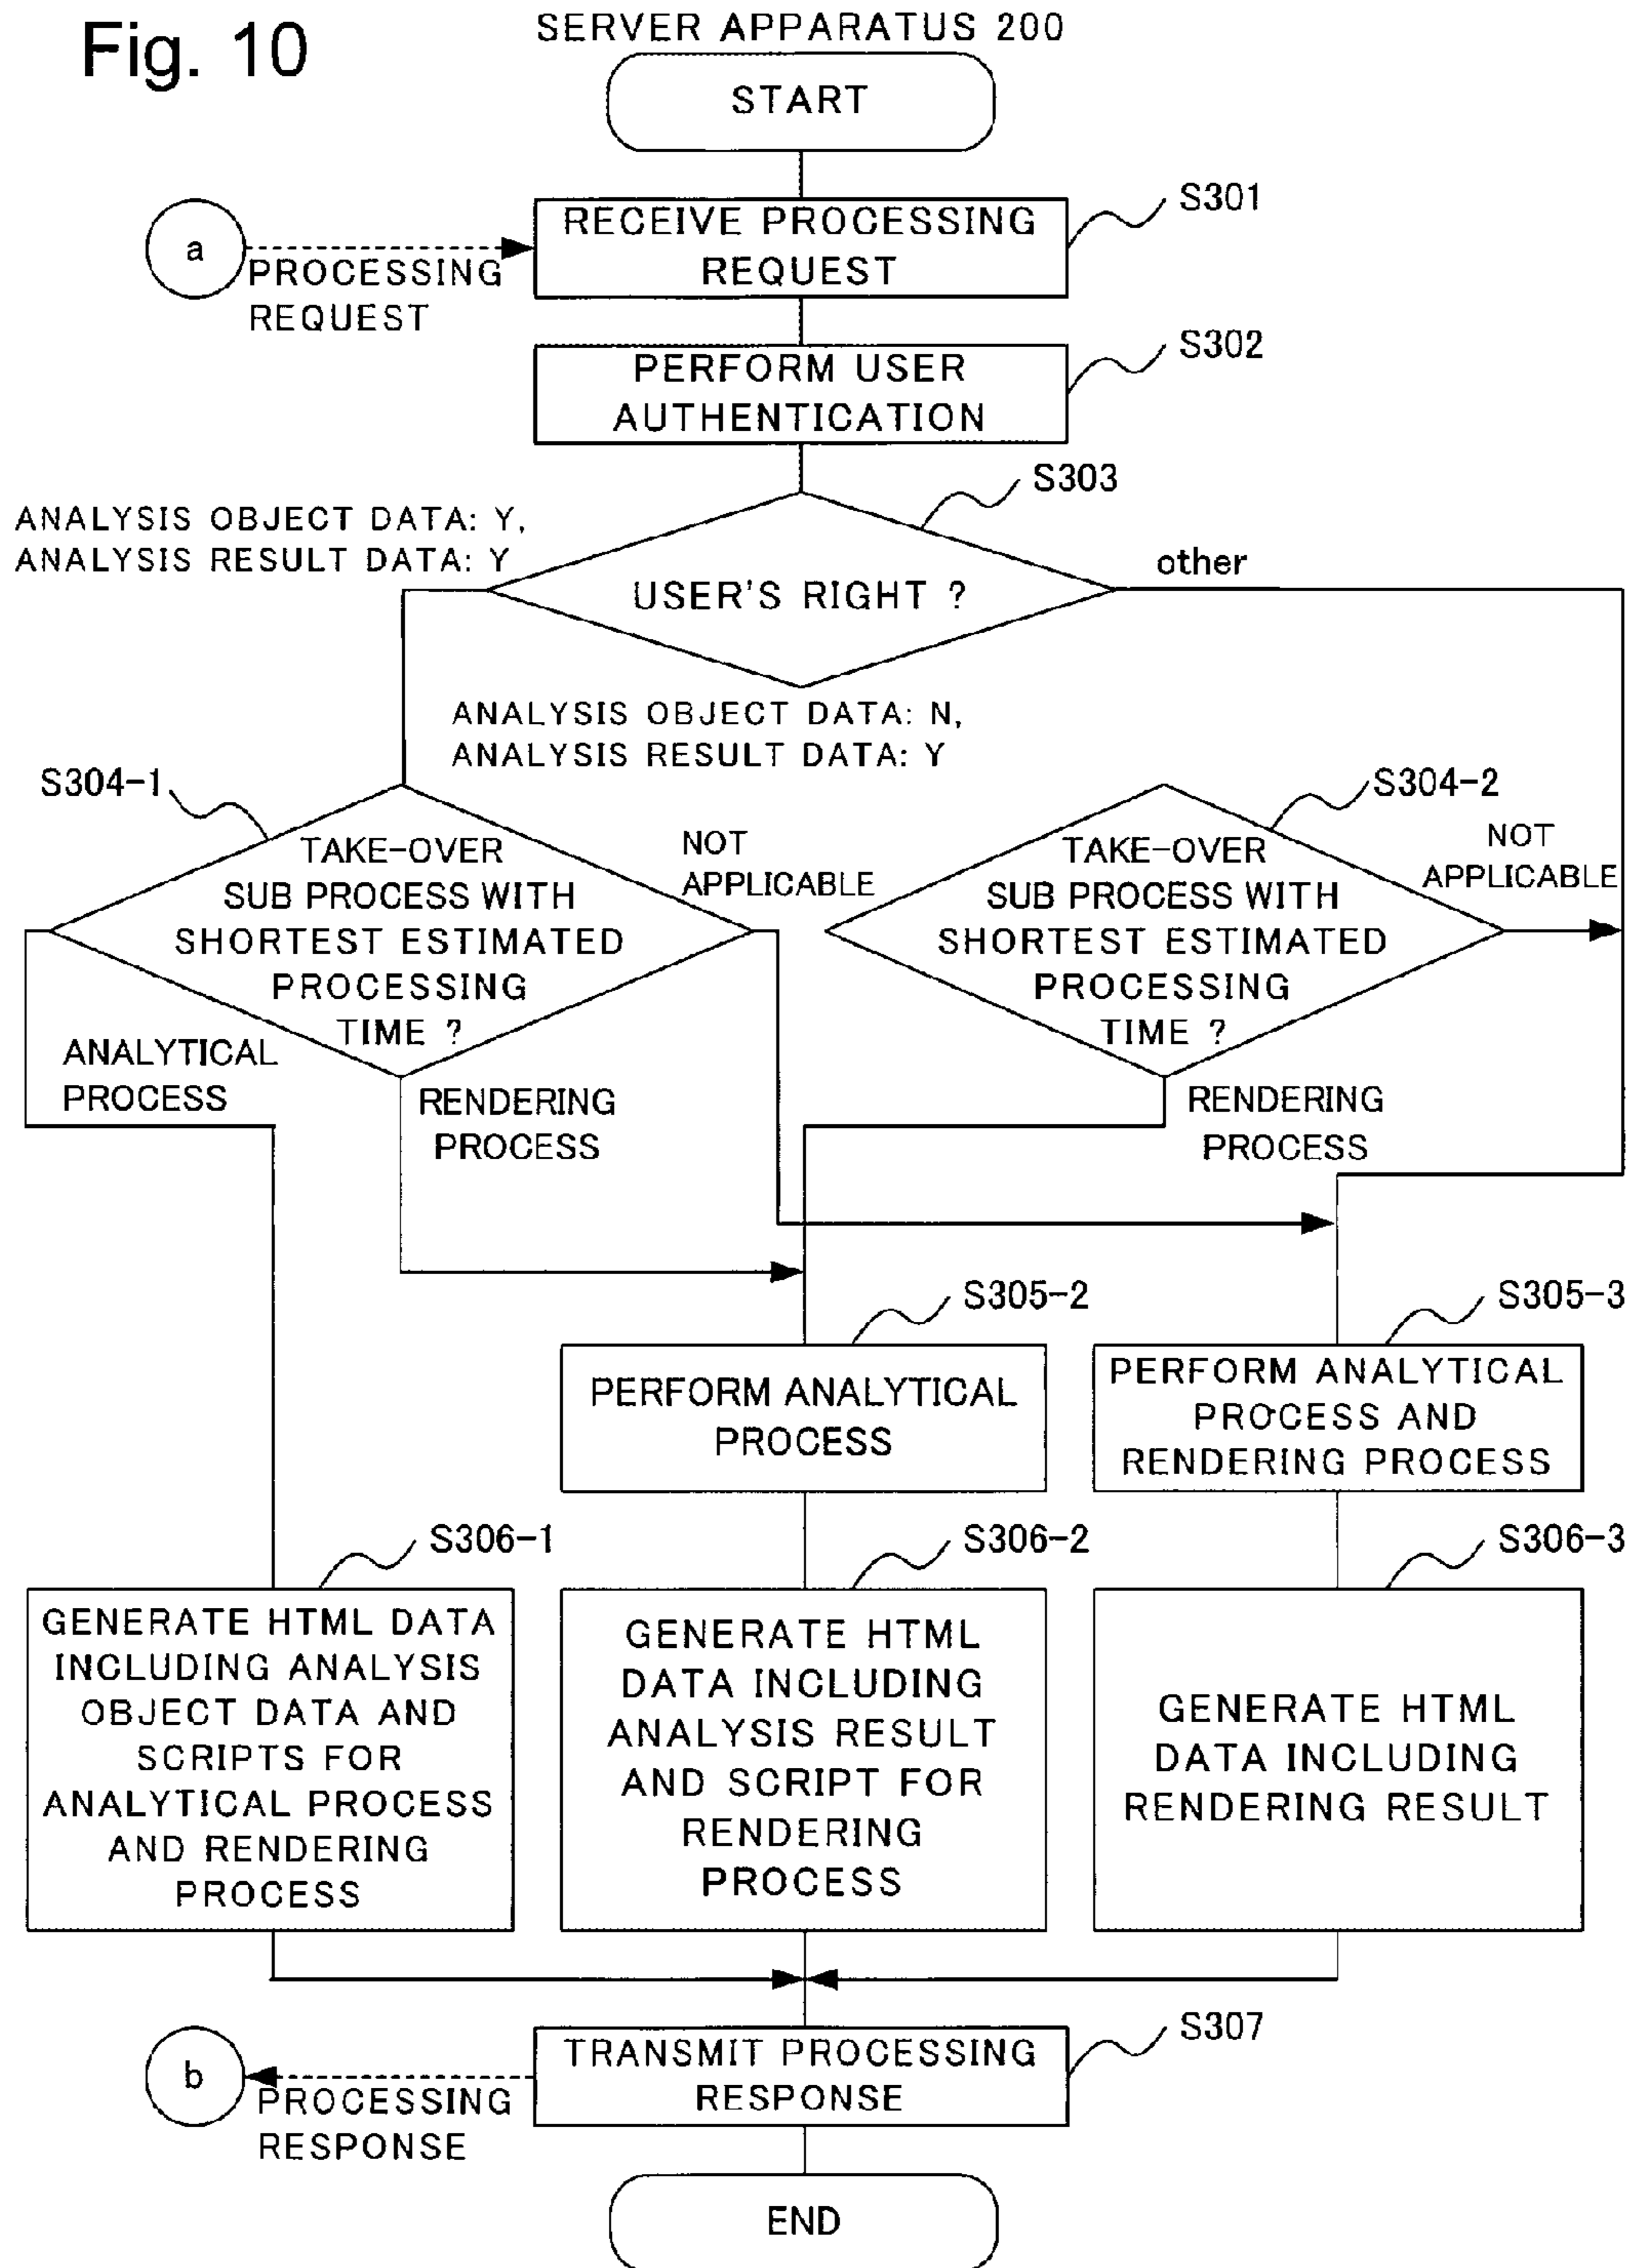 Fig. 10
SERVER APPARATUS 200
START
S301
RECEIVE PROCESSING
REQUEST
a
PROCESSING
REQUEST
S302
PERFORM USER
AUTHENTICATION
S303
ANALYSIS OBJECT DATA: Y,
ANALYSIS RESULT DATA: Y
USER'S RIGHT ?
other
ANALYSIS OBJECT DATA: N,
ANALYSIS RESULT DATA: Y
S304-1
TAKE-OVER
SUB PROCESS WITH
SHORTEST ESTIMATED
PROCESSING
TIME ?
NOT
APPLICABLE
S304-2
TAKE-OVER
SUB PROCESS WITH
SHORTEST ESTIMATED
PROCESSING
TIME ?
NOT
APPLICABLE
ANALYTICAL
PROCESS
RENDERING
PROCESS
RENDERING
PROCESS
S305-2
PERFORM ANALYTICAL
PROCESS
S305-3
PERFORM ANALYTICAL
PROCESS AND
RENDERING PROCESS
S306-1
GENERATE HTML DATA
INCLUDING ANALYSIS
OBJECT DATA AND
SCRIPTS FOR
ANALYTICAL PROCESS
AND RENDERING
PROCESS
S306-2
GENERATE HTML
DATA INCLUDING
ANALYSIS RESULT
AND SCRIPT FOR
RENDERING
PROCESS
S306-3
GENERATE HTML
DATA INCLUDING
RENDERING RESULT
S307
TRANSMIT PROCESSING
RESPONSE
b
PROCESSING
RESPONSE
END